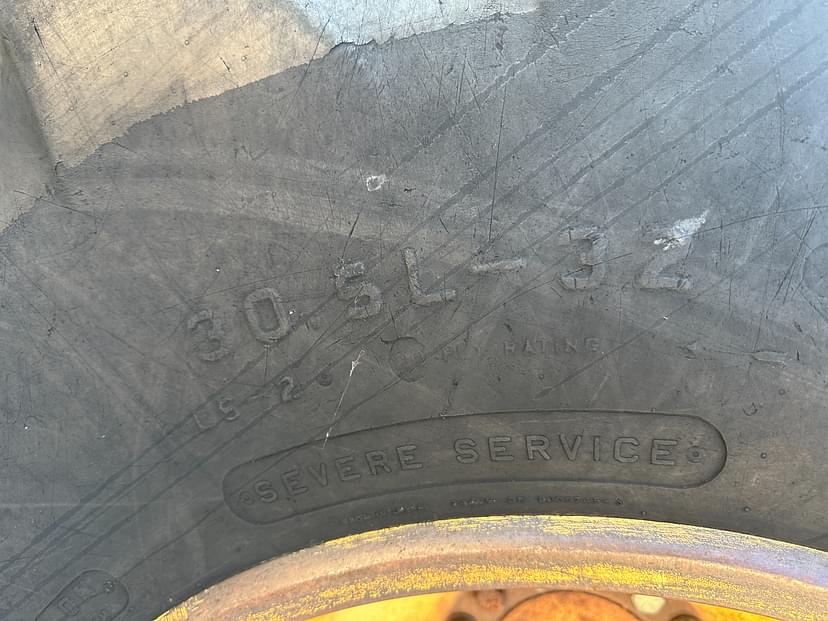 30.5L-32
LS-2
PLY RATING
SEVERE SERVICE